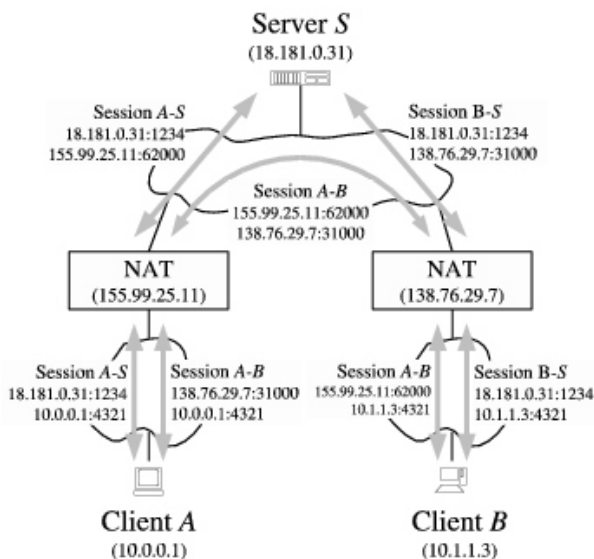 Server S
(18.181.0.31)
Session A-S
18.181.0.31:1234
155.99.25.11:62000
Session B-S
18.181.0.31:1234
138.76.29.7:31000
Session A-B
155.99.25.11:62000
138.76.29.7:31000
NAT
(155.99.25.11)
NAT
(138.76.29.7)
Session A-S
18.181.0.31:1234
10.0.0.1:4321
Session A-B
138.76.29.7:31000
10.0.0.1:4321
Session A-B
155.99.25.11:62000
10.1.1.3:4321
Session B-S
18.181.0.31:1234
10.1.1.3:4321
Client A
(10.0.0.1)
Client B
(10.1.1.3)